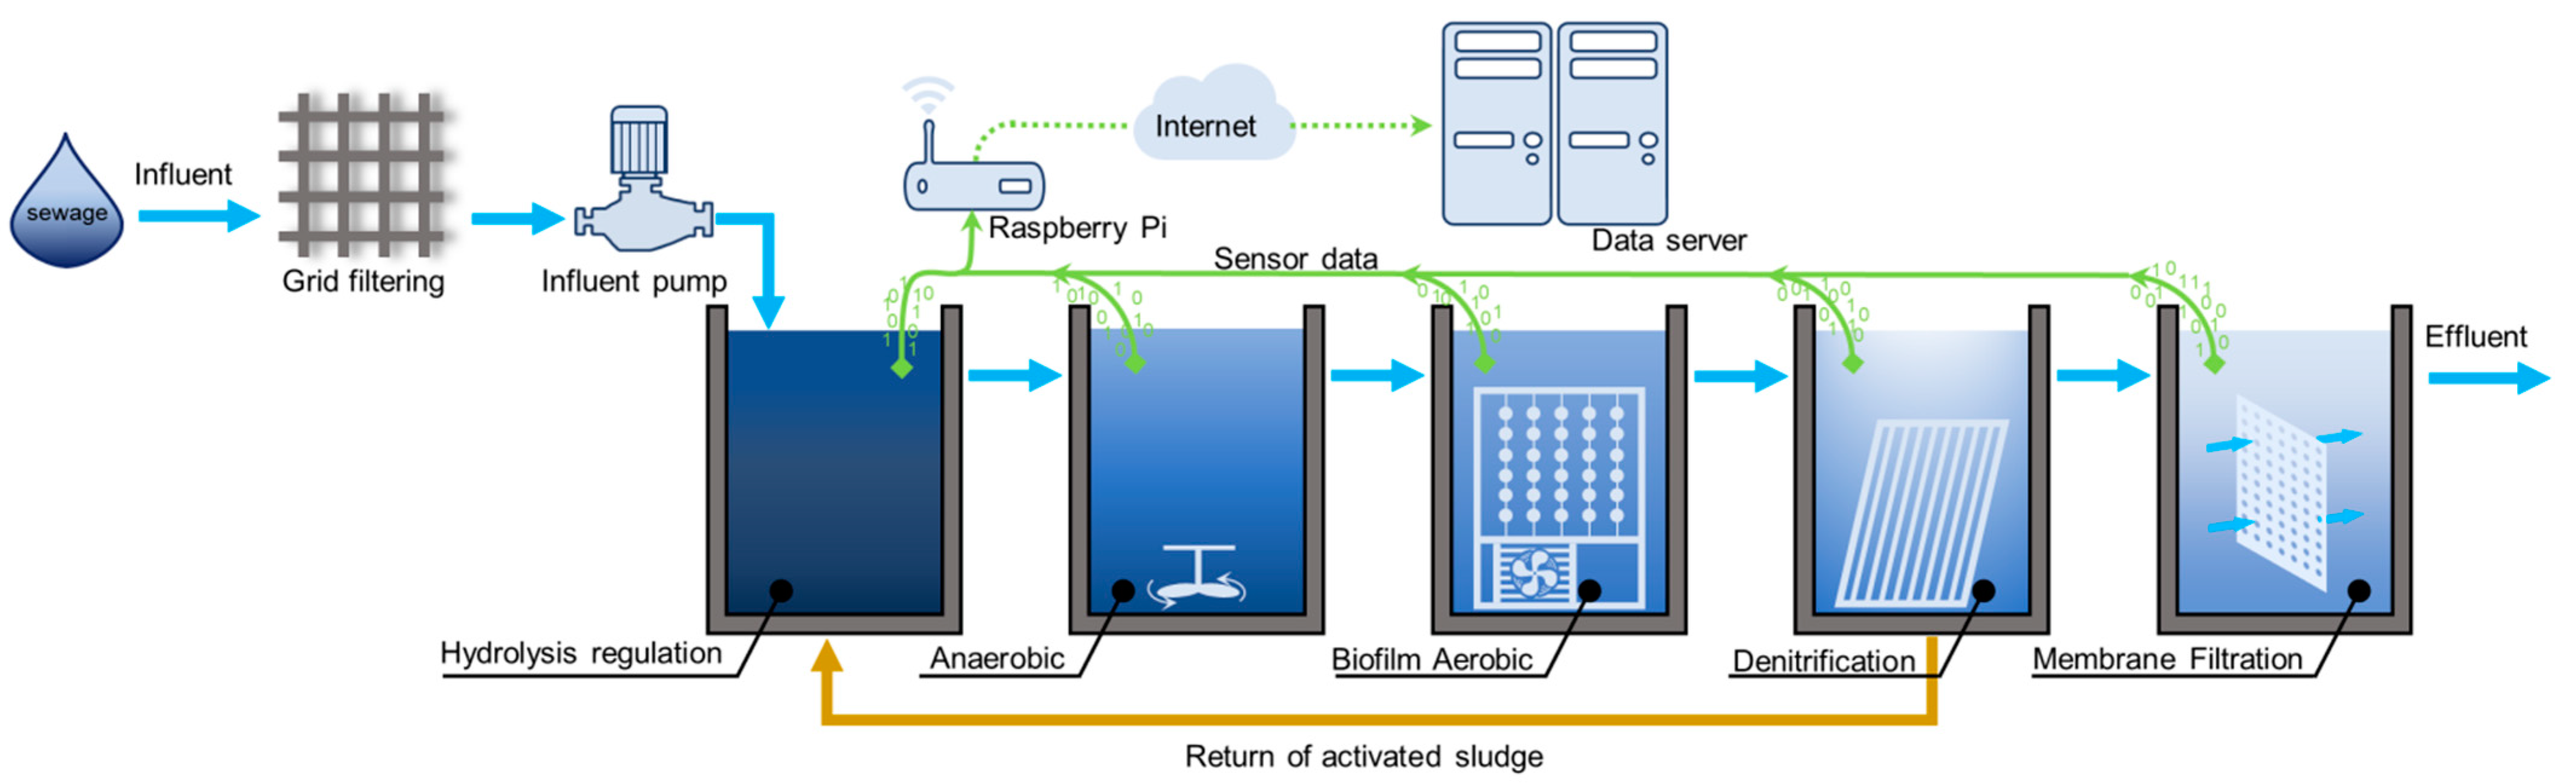 sewage
Influent
Grid filtering
Influent pump
Raspberry Pi
Internet
Data server
Sensor data
Effluent
Hydrolysis regulation
Anaerobic
Biofilm Aerobic
Denitrification
Membrane Filtration
Return of activated sludge